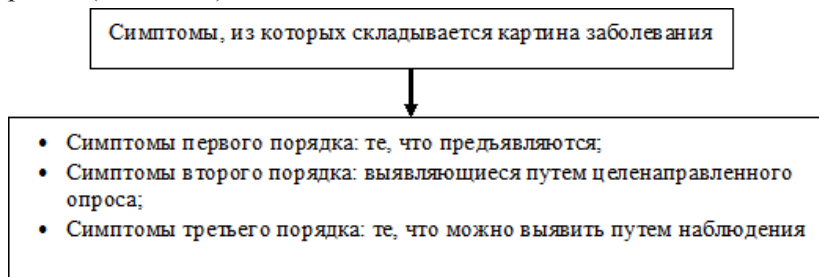 Симптомы, из которых складывается картина заболевания
• Симптомы первого порядка: те, что предъявляются;
• Симптомы второго порядка: выявляющиеся путем целенаправленного
опроса;
• Симптомы третьего порядка: те, что можно выявить путем наблюдения